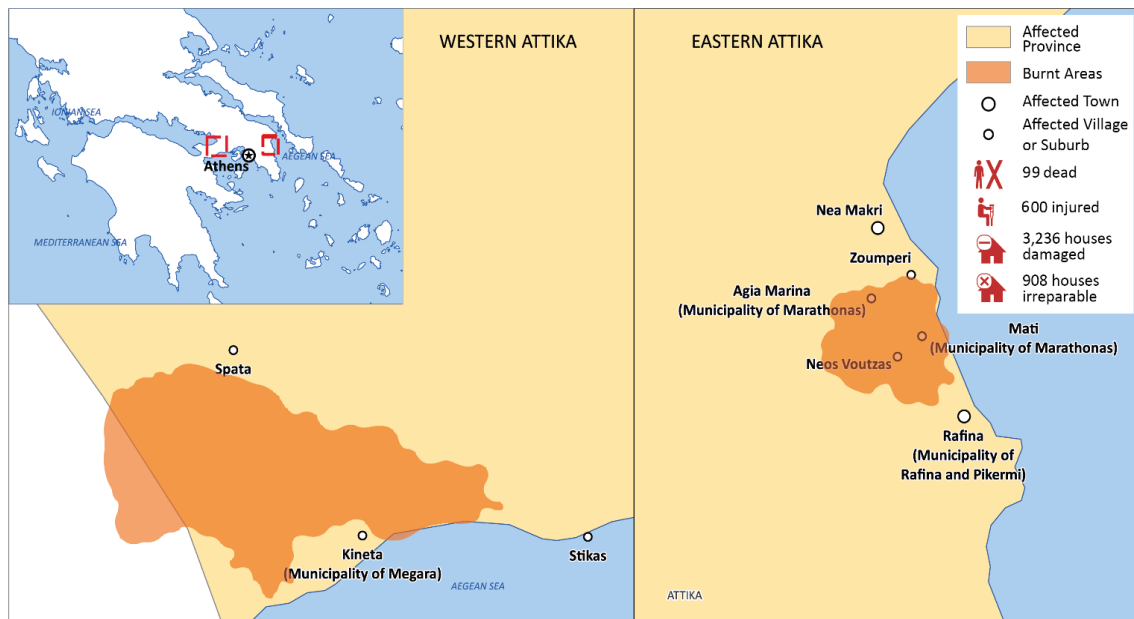 WESTERN ATTIKA
EASTERN ATTIKA
IONIAN SEA
AEGEAN SEA
Athens
MEDITERRANEAN SEA
Affected
Province
Burnt Areas
Affected Town
Affected Village
or Suburb
99 dead
600 injured
3,236 houses
damaged
908 houses
irreparable
Nea Makri
Zoumperi
Agia Marina
(Municipality of Marathonas)
Mati
(Municipality of Marathonas)
Neos Voutzas
Rafina
(Municipality of
Rafina and Pikermi)
ATTIKA
Spata
Kineta
(Municipality of Megara)
Stikas
AEGEAN SEA